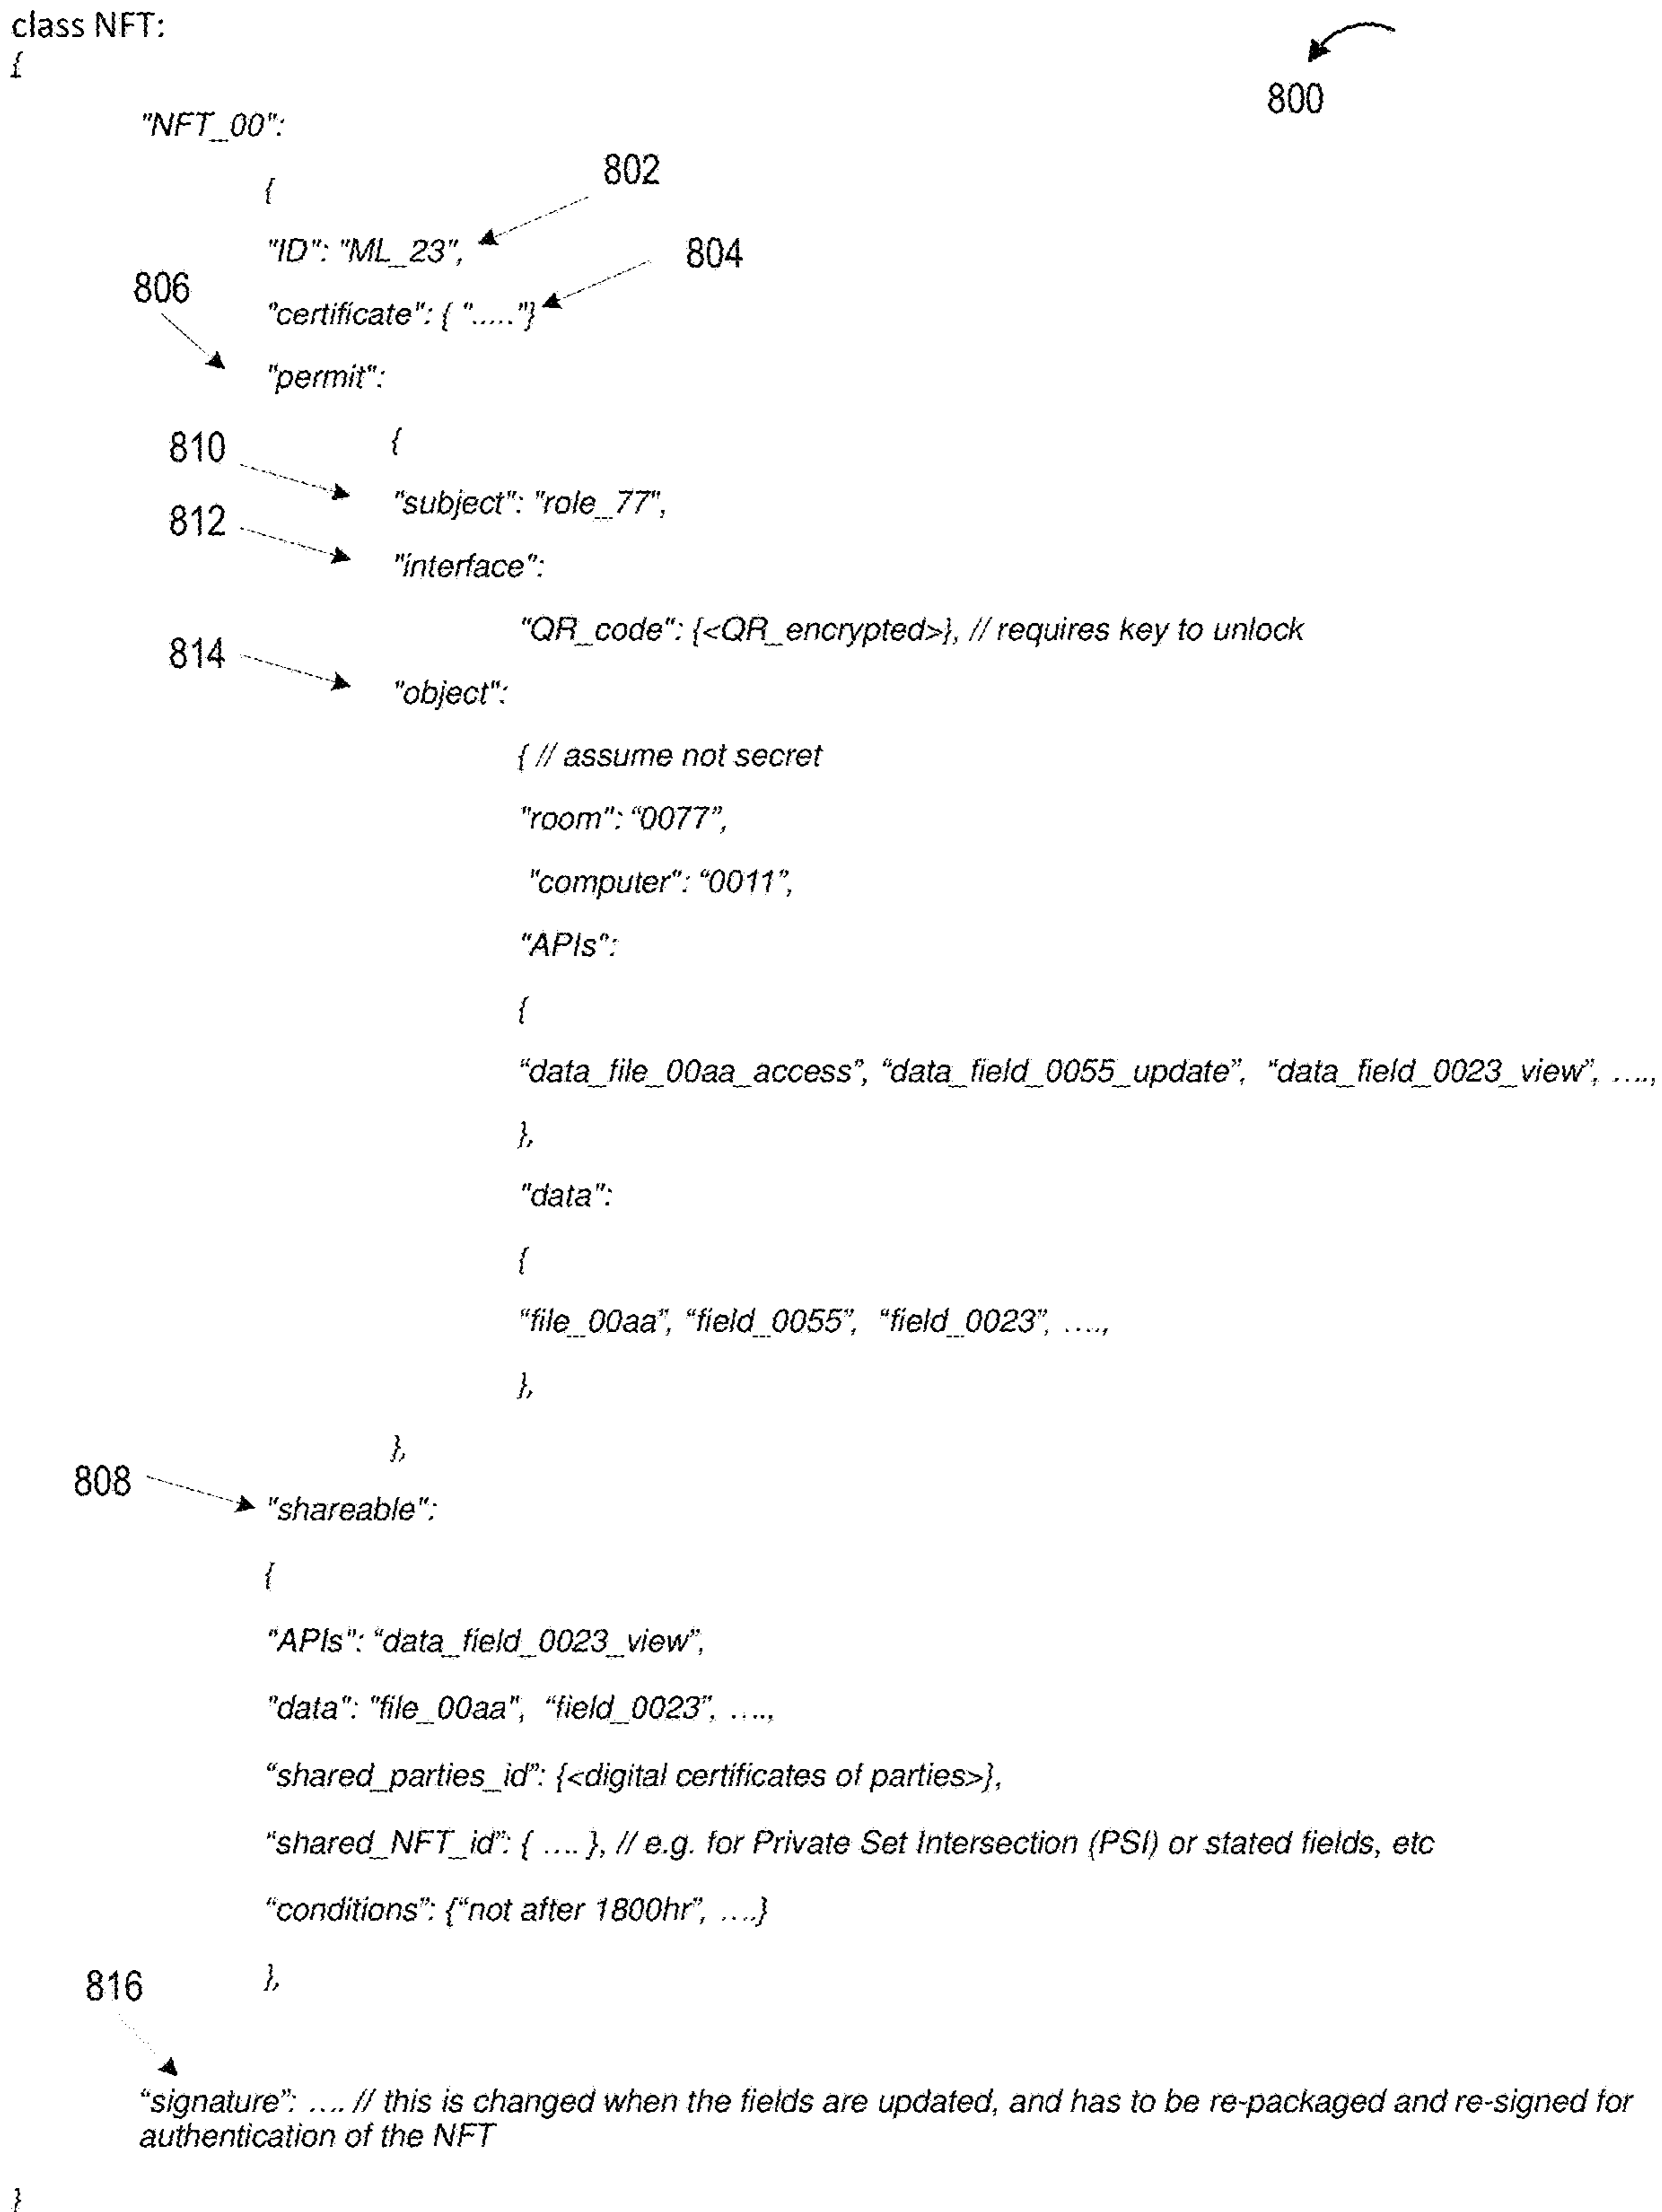 class NFT:
{
800
"NFT_00":
{
802
"ID": "ML_23",
804
806
"certificate": { "....."}
"permit":
810
{
"subject": "role_77",
812
"interface":
"QR_code": {<QR_encrypted>}, // requires key to unlock
814
"object":
{ // assume not secret
"room": “0077”,
"computer": “0011”,
"APIs":
{
“data_file_00aa_access”, “data_field_0055_update”, “data_field_0023_view”, ....,
},
"data":
{
“file_00aa”, “field_0055”, “field_0023”, ....,
},
},
808
"shareable":
{
"APIs": “data_field_0023_view”,
"data": "file_00aa", “field_0023”, ....,
“shared_parties_id”: {<digital certificates of parties>},
“shared_NFT_id”: { .... }, // e.g. for Private Set Intersection (PSI) or stated fields, etc
“conditions”: {“not after 1800hr”, ....}
},
816
“signature”: .... // this is changed when the fields are updated, and has to be re-packaged and re-signed for
authentication of the NFT
}